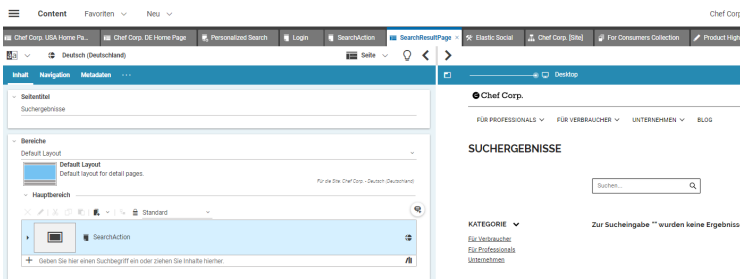 Content Favoriten Neu Chef Corp
Chef Corp. USA Home Pa... Chef Corp. DE Home Page Personalized Search Login SearchAction SearchResultPage Elastic Social Chef Corp. [Site] For Consumers Collection Product High
Deutsch (Deutschland) Seite
Inhalt Navigation Metadaten ... Desktop
Seitentitel
Suchergebnisse
Chef Corp.
FÜR PROFESSIONALS FÜR VERBRAUCHER UNTERNEHMEN BLOG
Bereiche
Default Layout
Default Layout
Default layout for detail pages.
Für die Site: Chef Corp. - Deutsch (Deutschland)
Hauptbereich
Standard
SearchAction
Geben Sie hier einen Suchbegriff ein oder ziehen Sie Inhalte hierher.
SUCHERGEBNISSE
Suchen...
KATEGORIE
Für Verbraucher
Für Professionals
Unternehmen
Zur Sucheingabe "" wurden keine Ergebniss